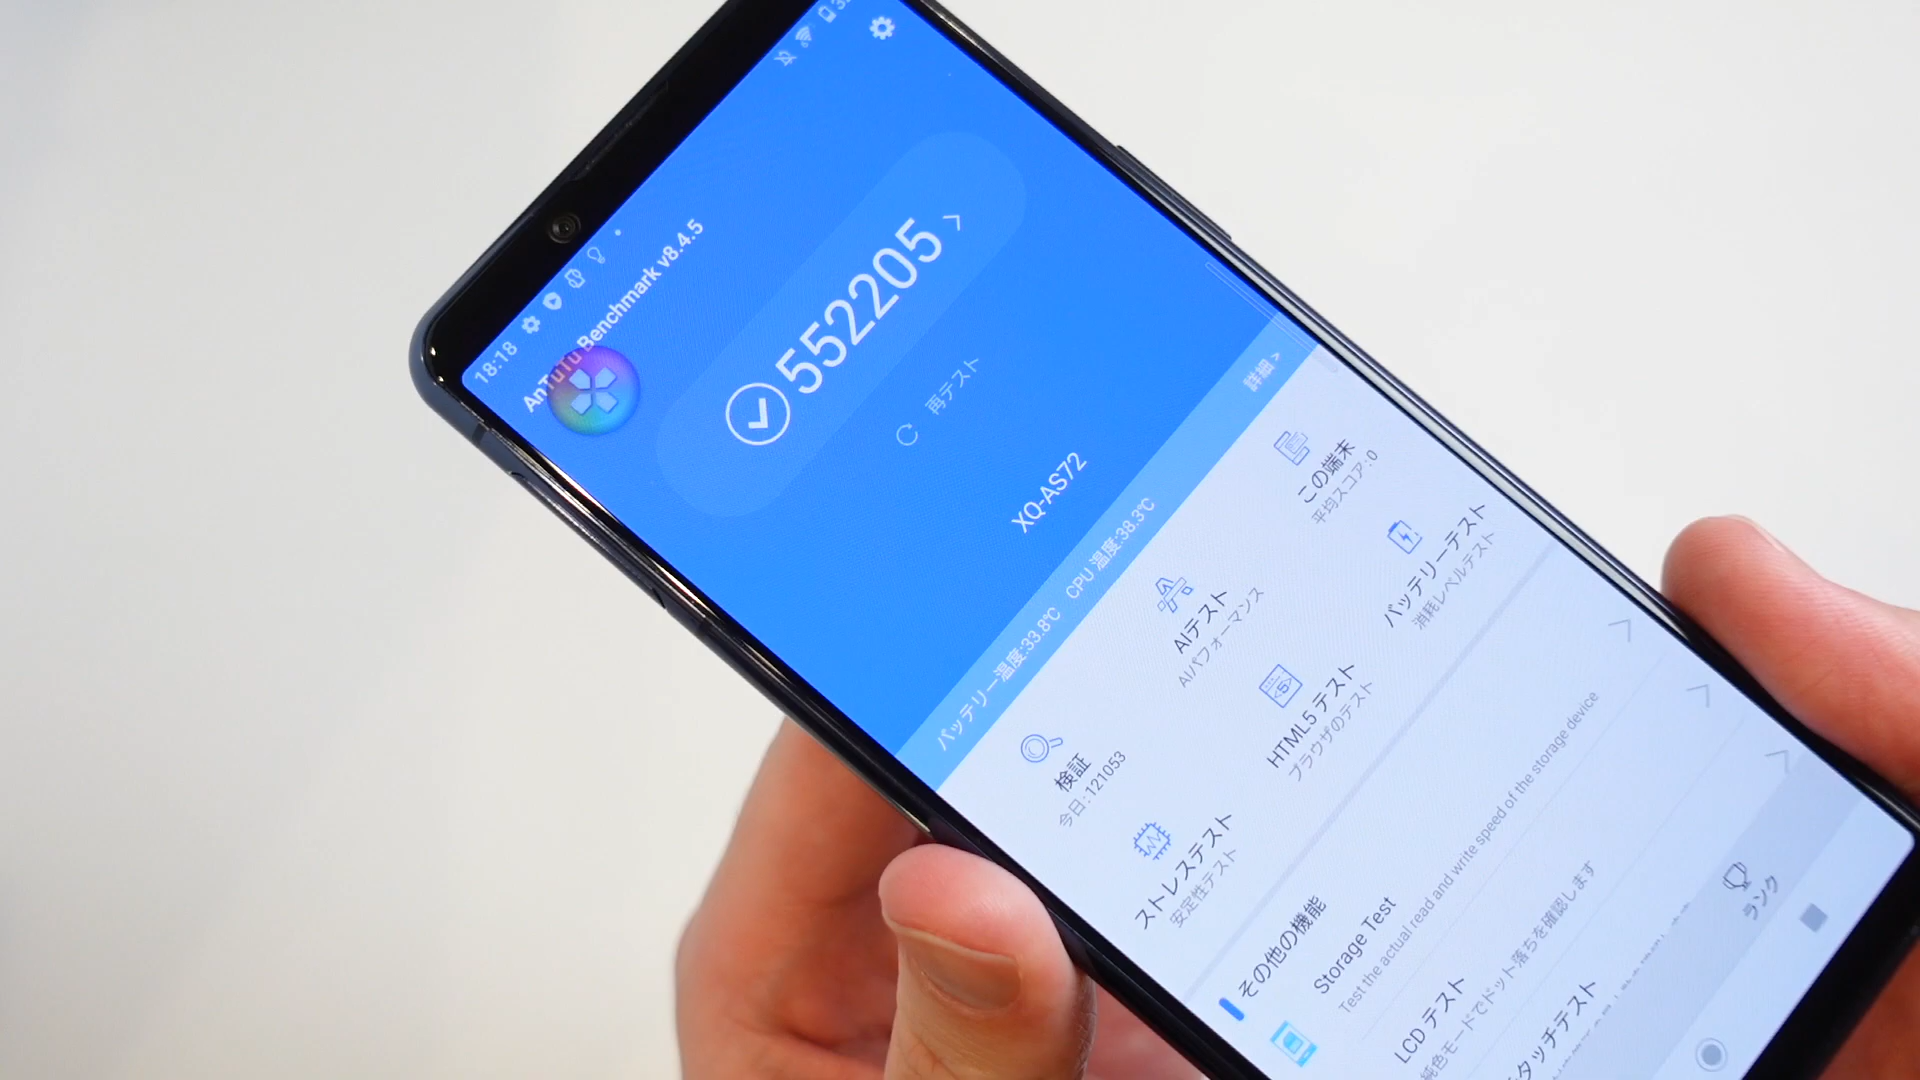 18:18
AnTuTu Benchmark v8.4.5
552205
再テスト
XQ-AS72
バッテリー温度:33.8℃ CPU 温度:38.3℃ 詳細 >
検証
今日: 121053
AIテスト
AIパフォーマンス
この端末
平均スコア: 0
ストレステスト
安定性テスト
HTML5 テスト
ブラウザのテスト
バッテリーテスト
消耗レベルテスト
その他の機能
Storage Test
Test the actual read and write speed of the storage device
LCD テスト
純色モードでドット落ちを確認します
タッチテスト
ランク